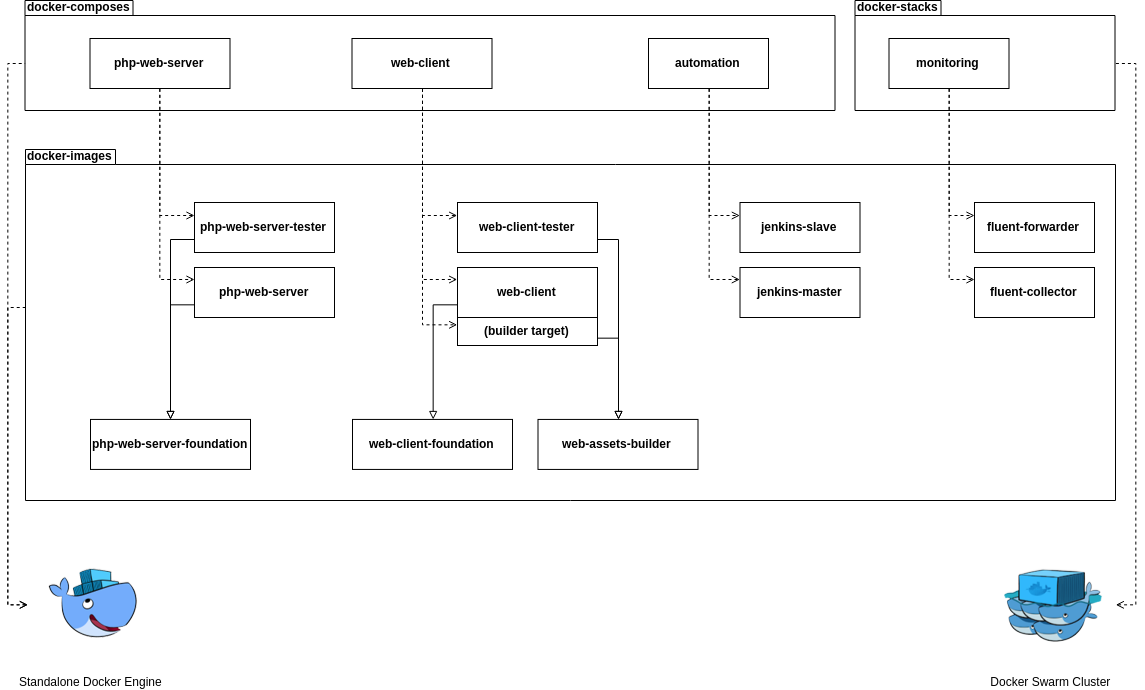 docker-composes
docker-stacks
php-web-server
web-client
automation
monitoring
docker-images
php-web-server-tester
web-client-tester
jenkins-slave
fluent-forwarder
php-web-server
web-client
jenkins-master
fluent-collector
(builder target)
php-web-server-foundation
web-client-foundation
web-assets-builder
Standalone Docker Engine
Docker Swarm Cluster